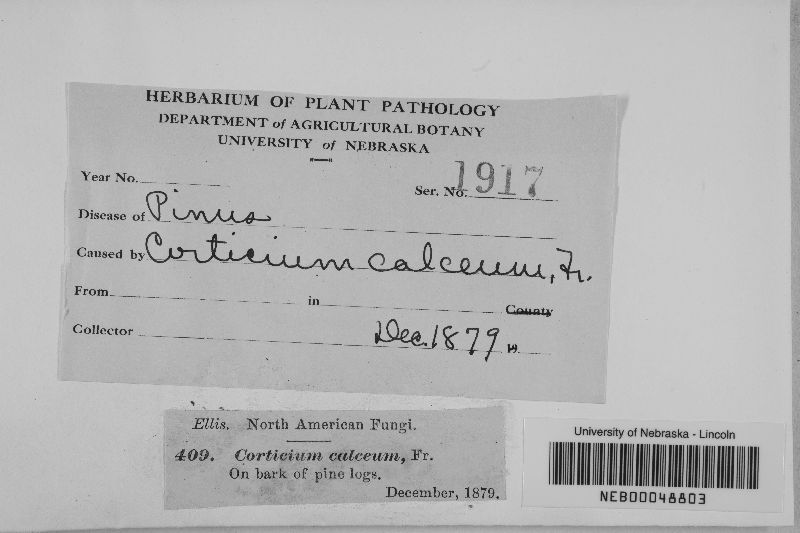 HERBARIUM OF PLANT PATHOLOGY
DEPARTMENT of AGRICULTURAL BOTANY
UNIVERSITY of NEBRASKA
Year No. Ser. No. 1917
Disease of Pinus
Caused by Corticium calceum, Fr.
From in County
Collector Dec. 1879 19
Ellis. North American Fungi.
409. Corticium calceum, Fr.
On bark of pine logs.
December, 1879.
University of Nebraska - Lincoln
NEB00048803